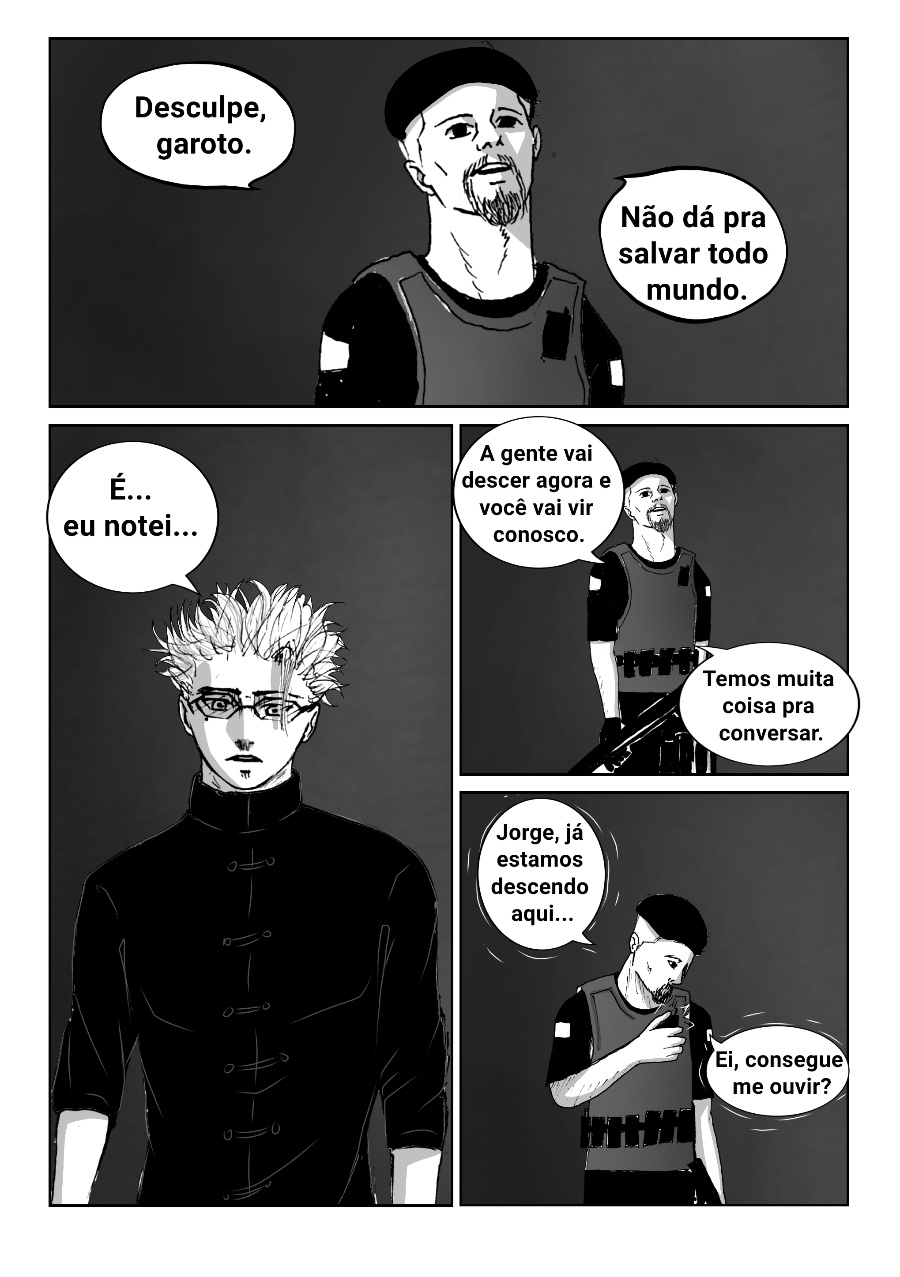 Desculpe,
garoto.
Não dá pra
salvar todo
mundo.
É...
eu notei...
A gente vai
descer agora e
você vai vir
conosco.
Temos muita
coisa pra
conversar.
Jorge, já
estamos
descendo
aqui...
Ei, consegue
me ouvir?